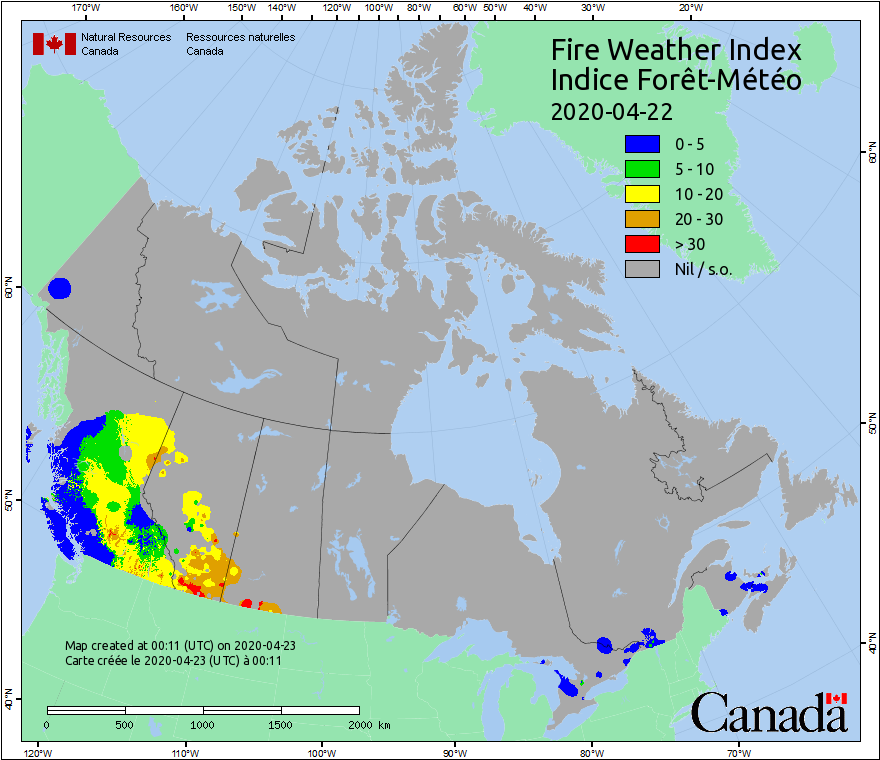 170°W 160°W 150°W 140°W 130°W 120°W 110°W 100°W 90°W 80°W 60°W 50°W 40°W 30°W 20°W
Natural Resources Canada
Ressources naturelles Canada
Fire Weather Index
Indice Forêt-Météo
2020-04-22
0 - 5
5 - 10
10 - 20
20 - 30
> 30
Nil / s.o.
60°N
60°N
50°N
50°N
40°N
40°N
Map created at 00:11 (UTC) on 2020-04-23
Carte créée le 2020-04-23 (UTC) à 00:11
0 500 1000 1500 2000 km
Canada
120°W 110°W 100°W 90°W 80°W 70°W